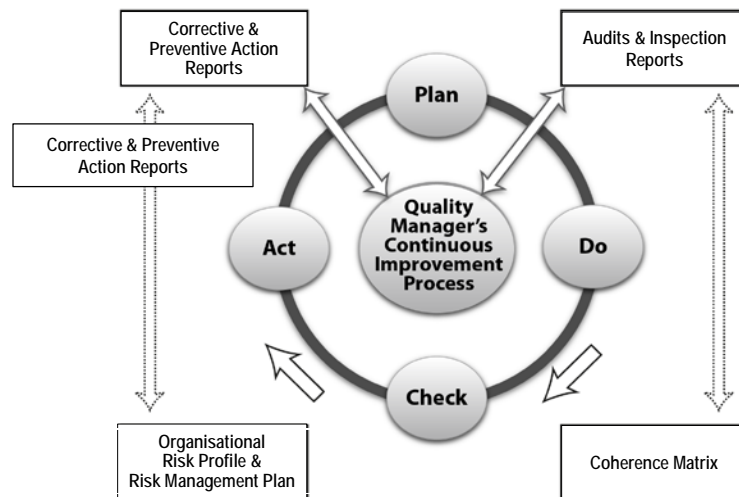 Corrective &
Preventive Action
Reports
Audits & Inspection
Reports
Plan
Corrective & Preventive
Action Reports
Quality
Manager's
Continuous
Improvement
Process
Act
Do
Check
Organisational
Risk Profile &
Risk Management Plan
Coherence Matrix